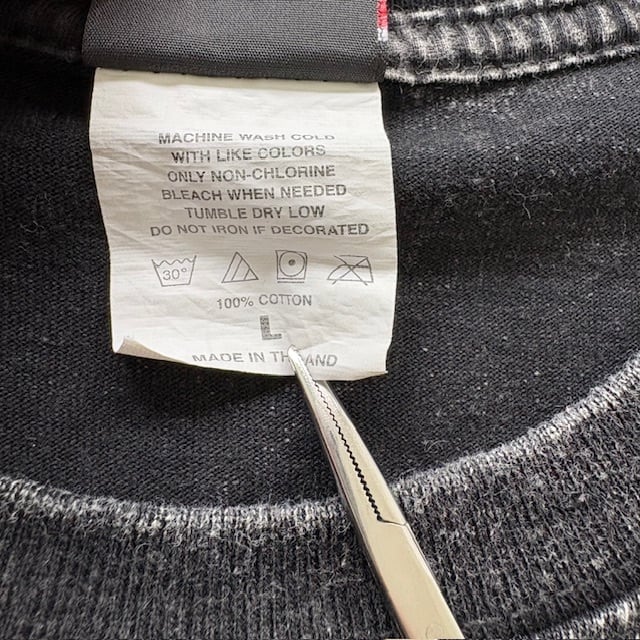 MACHINE WASH COLD
WITH LIKE COLORS
ONLY NON-CHLORINE
BLEACH WHEN NEEDED
TUMBLE DRY LOW
DO NOT IRON IF DECORATED
30°
100% COTTON
L
MADE IN